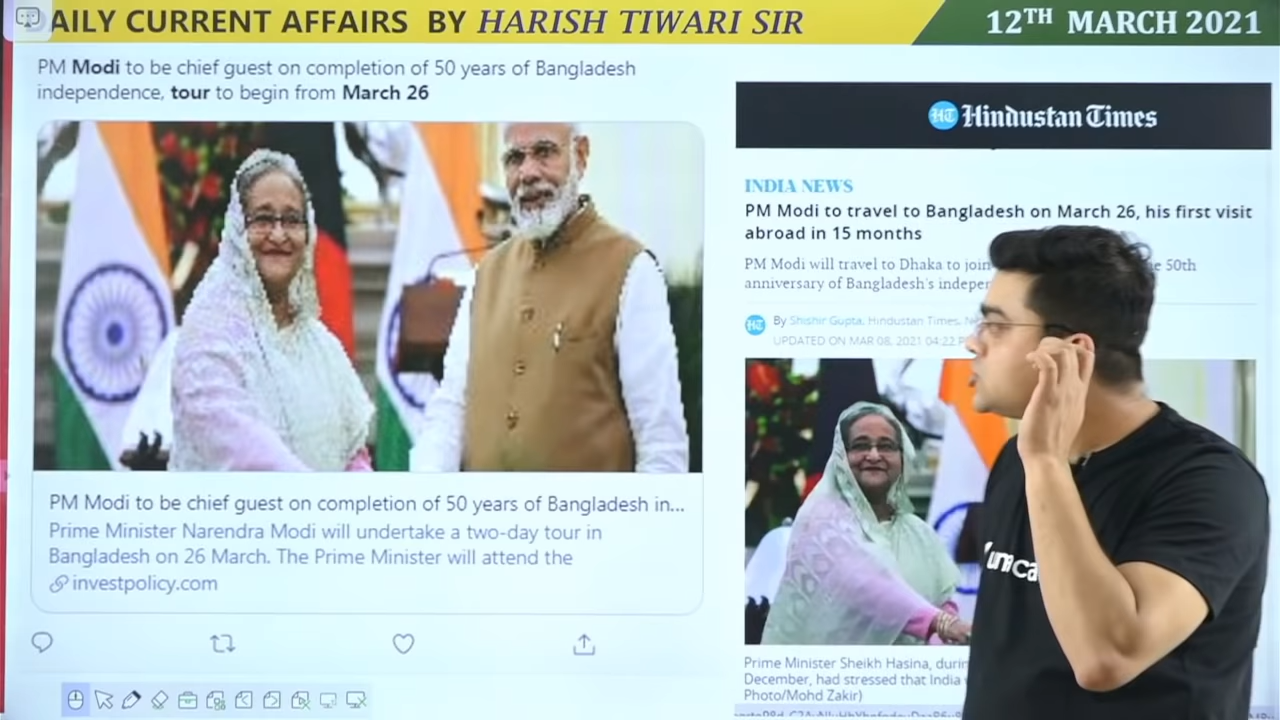 AILY CURRENT AFFAIRS BY HARISH TIWARI SIR
12TH MARCH 2021
PM Modi to be chief guest on completion of 50 years of Bangladesh
independence, tour to begin from March 26
PM Modi to be chief guest on completion of 50 years of Bangladesh in...
Prime Minister Narendra Modi will undertake a two-day tour in
Bangladesh on 26 March. The Prime Minister will attend the
investpolicy.com
HT Hindustan Times
INDIA NEWS
PM Modi to travel to Bangladesh on March 26, his first visit
abroad in 15 months
PM Modi will travel to Dhaka to join 50th
anniversary of Bangladesh's
HT By Shishir Gupta, Hindustan Times,
UPDATED ON MAR 08, 2021 04:22
Prime Minister Sheikh Hasina,
December, had stressed that India
Photo/Mohd Zakir)